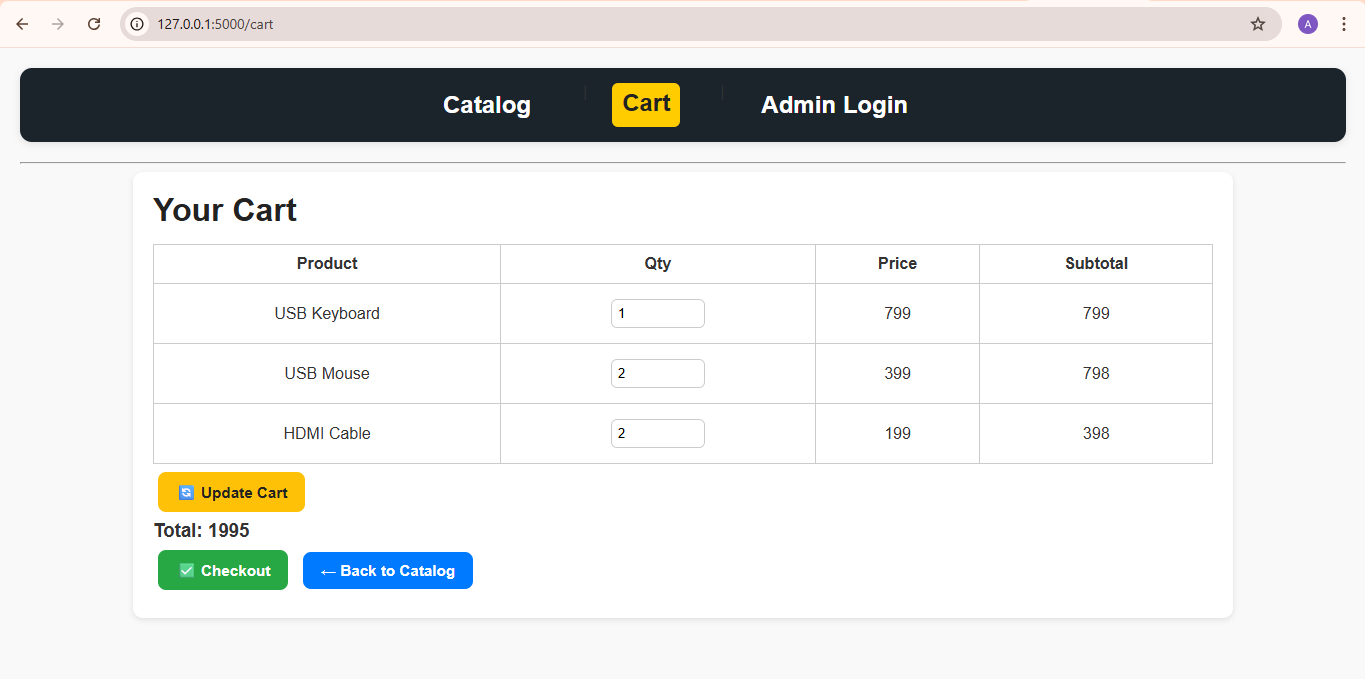 127.0.0.1:5000/cart
A
Catalog Cart Admin Login
Your Cart
Product Qty Price Subtotal
USB Keyboard 1 799 799
USB Mouse 2 399 798
HDMI Cable 2 199 398
🔄 Update Cart
Total: 1995
✅ Checkout ← Back to Catalog